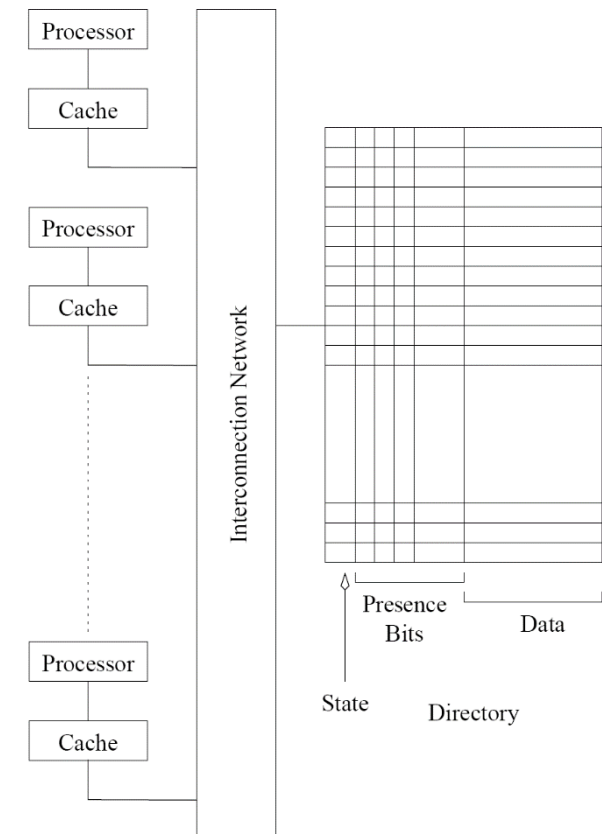 Processor
Cache
Processor
Cache
Interconnection Network
Presence
Bits
Data
State
Directory
Processor
Cache